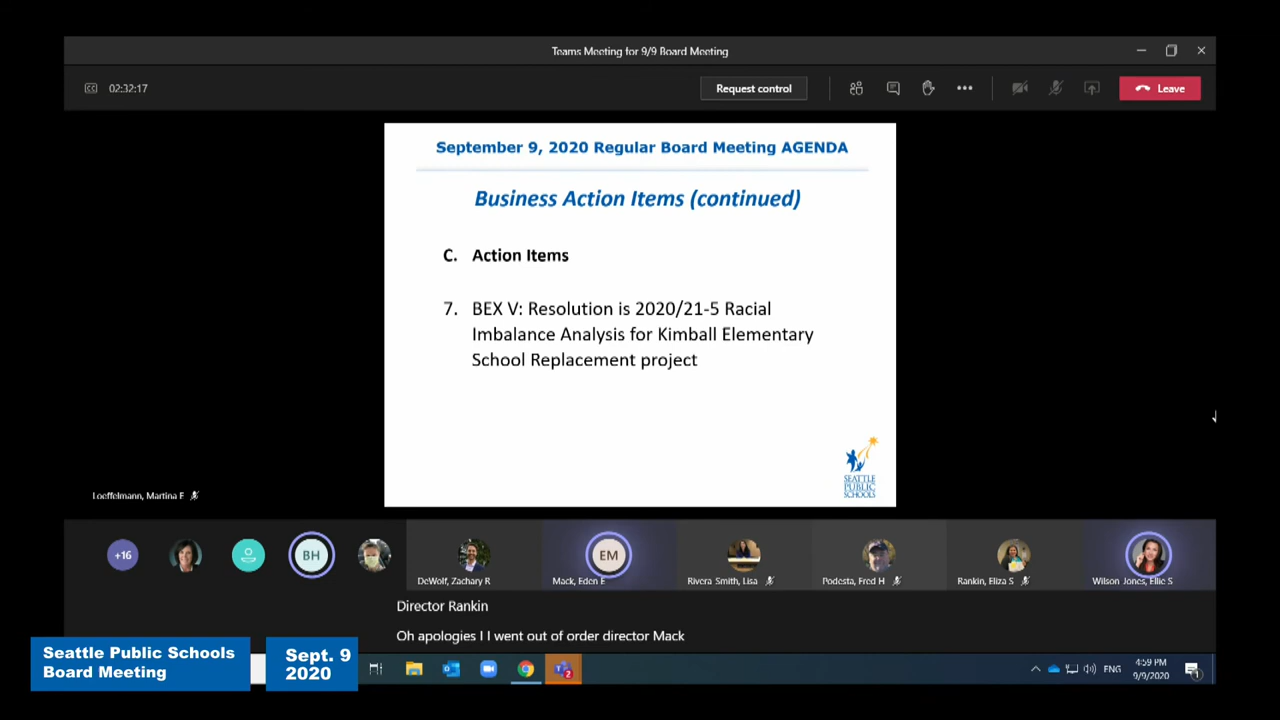 Teams Meeting for 9/9 Board Meeting
CC
02:32:17
Request control
Leave
September 9, 2020 Regular Board Meeting AGENDA
Business Action Items (continued)
C. Action Items
7. BEX V: Resolution is 2020/21-5 Racial
Imbalance Analysis for Kimball Elementary
School Replacement project
SEATTLE
PUBLIC
SCHOOLS
Loeffelmann, Martina F
+16
BH
EM
DeWolf, Zachary R
Mack, Eden E
Rivera Smith, Lisa
Podesta, Fred H
Rankin, Eliza S
Wilson Jones, Ellie S
Director Rankin
Oh apologies I I went out of order director Mack
Seattle Public Schools
Board Meeting
Sept. 9
2020
2
ENG
4:59 PM
9/9/2020
1